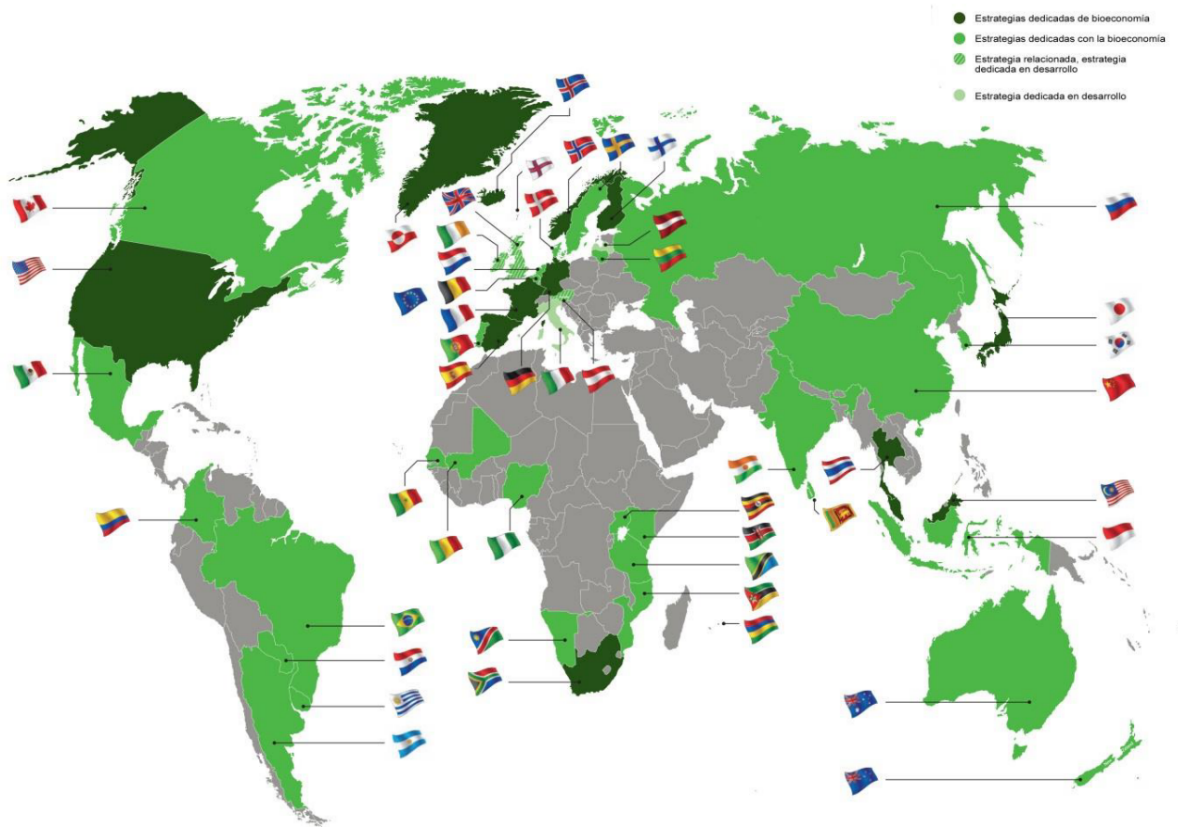 Estrategias dedicadas de bioeconomía
Estrategias dedicadas con la bioeconomía
Estrategia relacionada, estrategia
dedicada en desarrollo
Estrategia dedicada en desarrollo